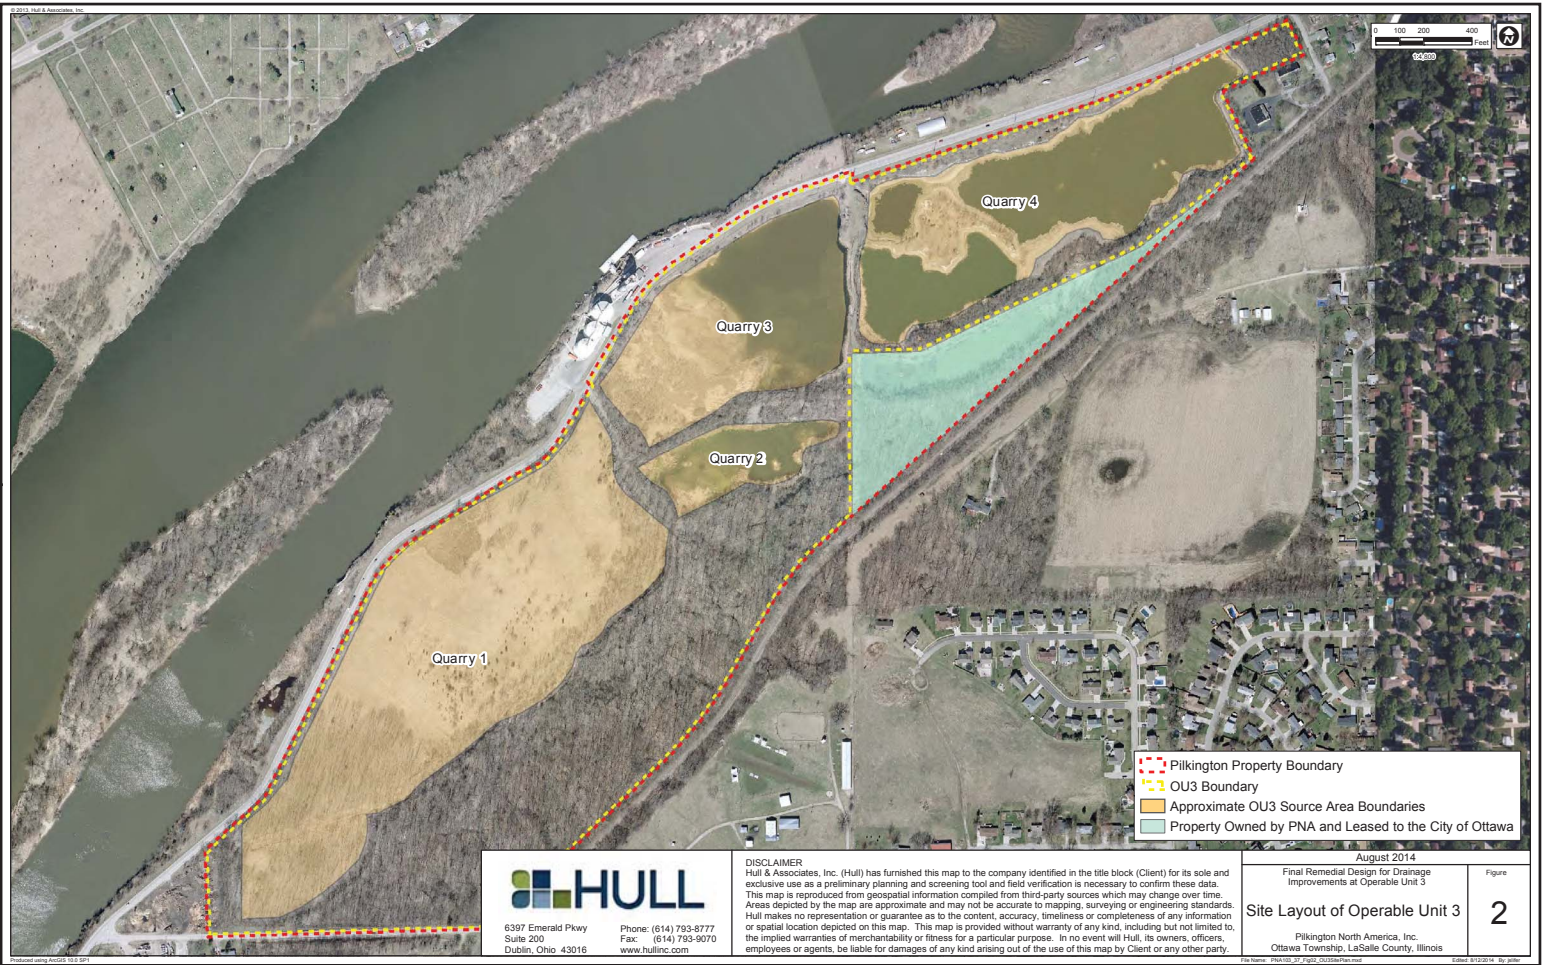 © 2013, Hull & Associates, Inc.
0 100 200 400
Feet
1:4,800
Quarry 4
Quarry 3
Quarry 2
Quarry 1
Pilkington Property Boundary
OU3 Boundary
Approximate OU3 Source Area Boundaries
Property Owned by PNA and Leased to the City of Ottawa
HULL
6397 Emerald Pkwy
Suite 200
Dublin, Ohio 43016
Phone: (614) 793-8777
Fax: (614) 793-9070
www.hullinc.com
DISCLAIMER
Hull & Associates, Inc. (Hull) has furnished this map to the company identified in the title block (Client) for its sole and
exclusive use as a preliminary planning and screening tool and field verification is necessary to confirm these data.
This map is reproduced from geospatial information compiled from third-party sources which may change over time.
Areas depicted by the map are approximate and may not be accurate to mapping, surveying or engineering standards.
Hull makes no representation or guarantee as to the content, accuracy, timeliness or completeness of any information
or spatial location depicted on this map. This map is provided without warranty of any kind, including but not limited to,
the implied warranties of merchantability or fitness for a particular purpose. In no event will Hull, its owners, officers,
employees or agents, be liable for damages of any kind arising out of the use of this map by Client or any other party.
August 2014
Final Remedial Design for Drainage
Improvements at Operable Unit 3
Site Layout of Operable Unit 3
Pilkington North America, Inc.
Ottawa Township, LaSalle County, Illinois
Figure
2
Produced using ArcGIS 10.0 SP1
File Name: PNA103_37_Fig02_OU3SitePlan.mxd
Edited: 8/12/2014 By: